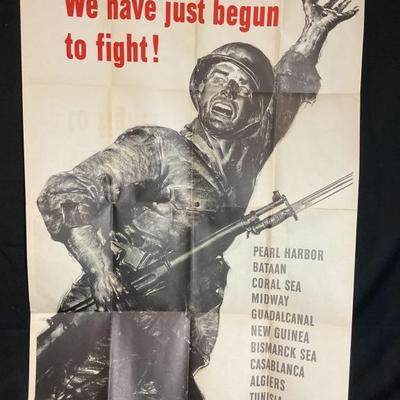 We have just begun
to fight!
PEARL HARBOR
BATAAN
CORAL SEA
MIDWAY
GUADALCANAL
NEW GUINEA
BISMARCK SEA
CASABLANCA
ALGIERS
TUNISIA